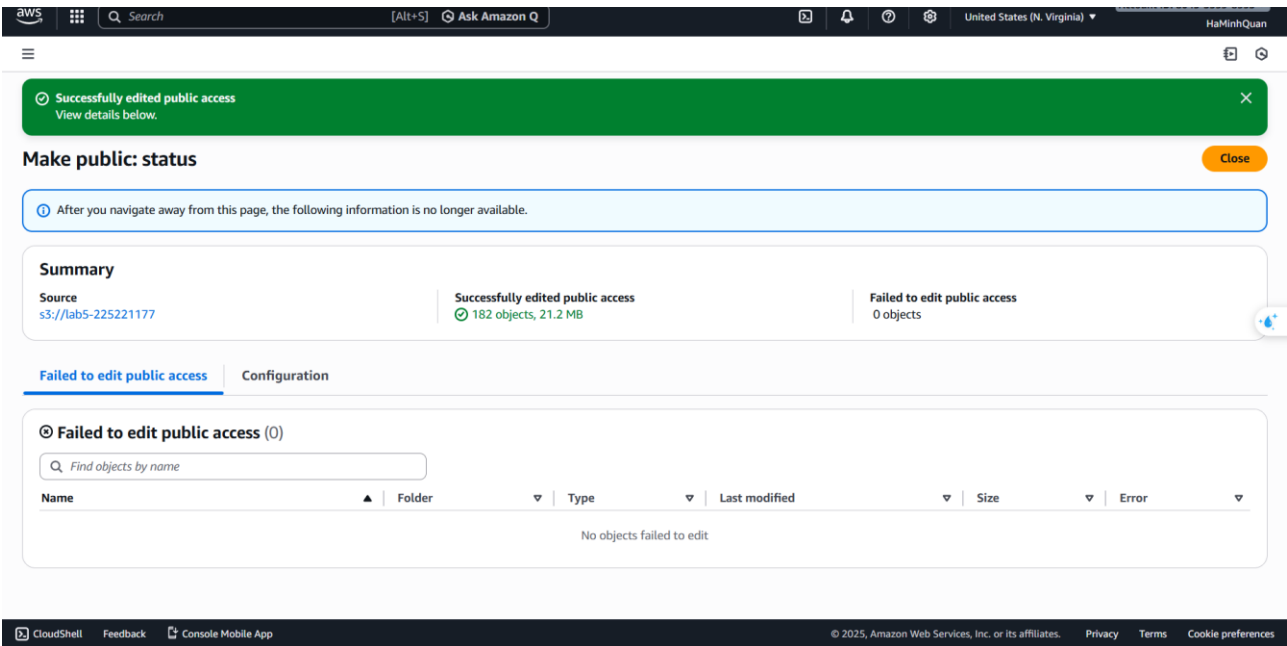 aws Search [Alt+S] Ask Amazon Q United States (N. Virginia) ▼
HaMinhQuan
Successfully edited public access
View details below.
Make public: status Close
After you navigate away from this page, the following information is no longer available.
Summary
Source Successfully edited public access Failed to edit public access
s3://lab5-225221177 182 objects, 21.2 MB 0 objects
Failed to edit public access Configuration
Failed to edit public access (0)
Find objects by name
Name Folder Type Last modified Size Error
No objects failed to edit
CloudShell Feedback Console Mobile App © 2025, Amazon Web Services, Inc. or its affiliates. Privacy Terms Cookie preferences